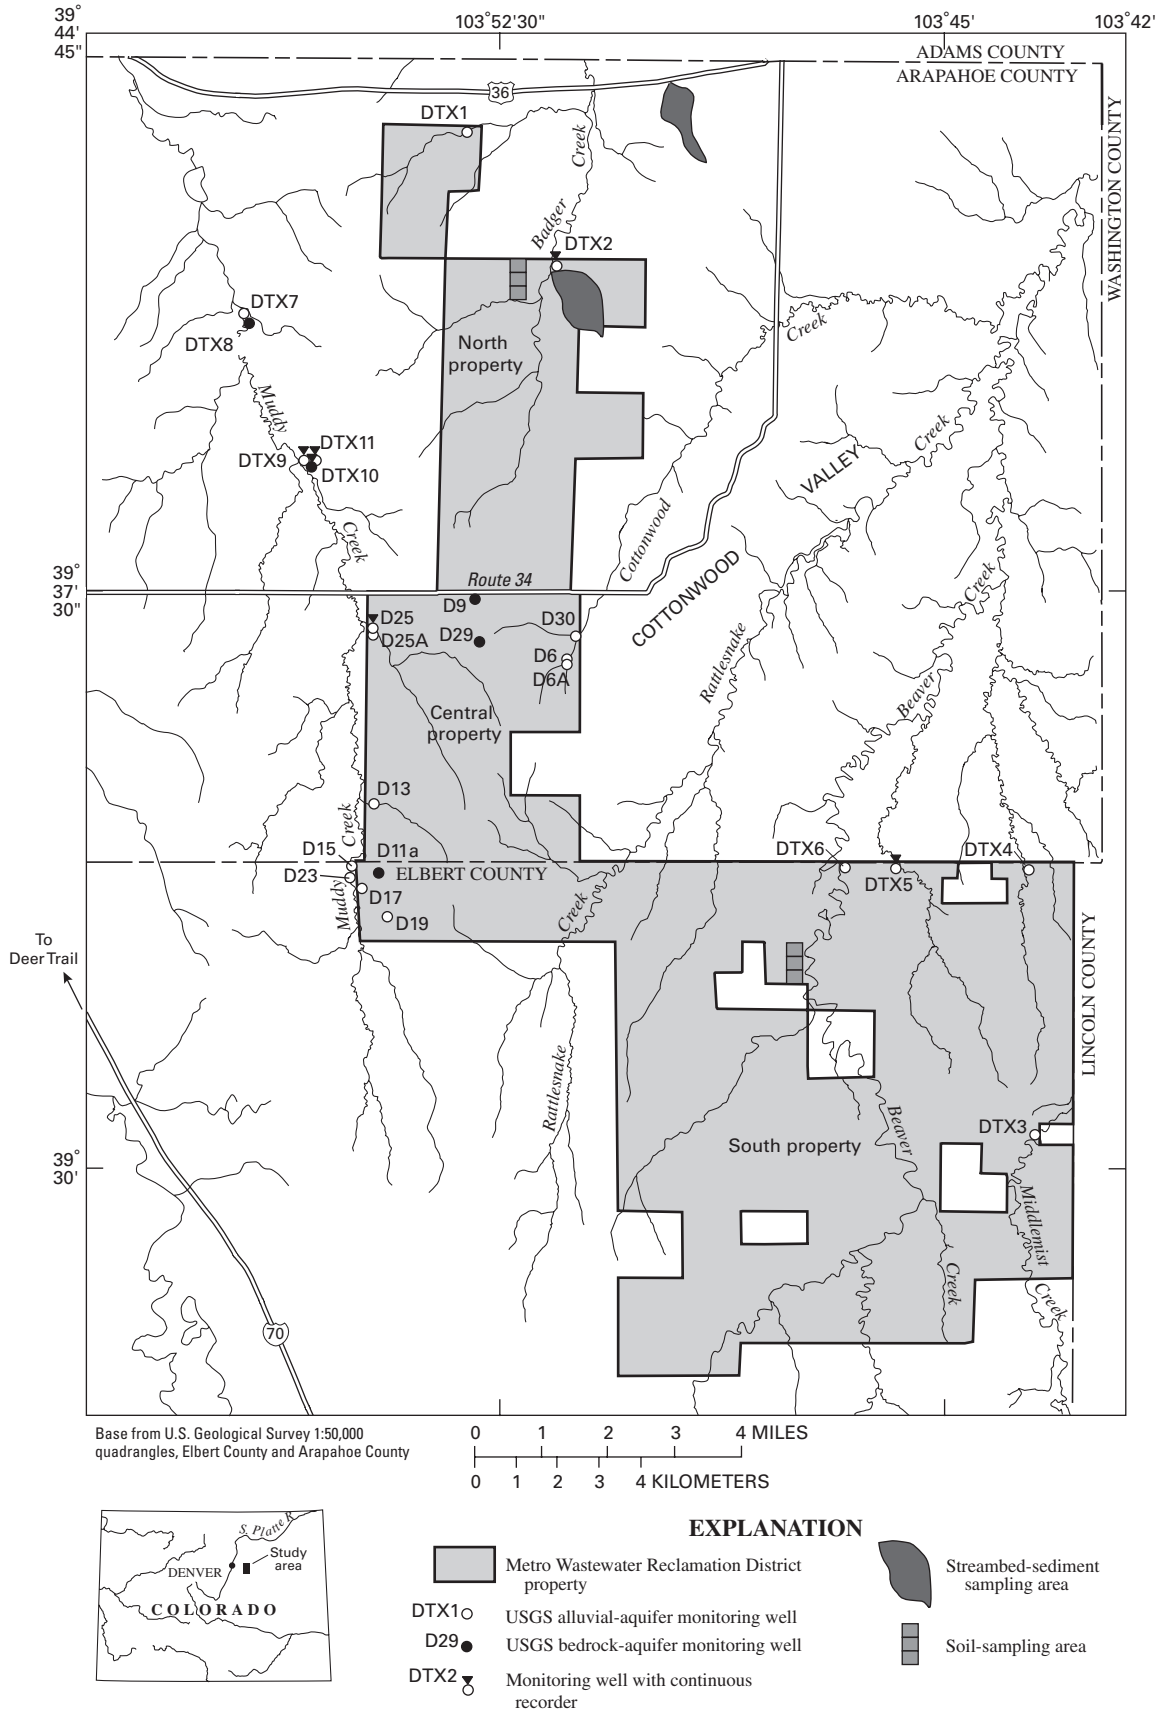 39°
44'
45"
103°52'30"
103°45'
103°42'
ADAMS COUNTY
ARAPAHOE COUNTY
WASHINGTON COUNTY
36
DTX1
Creek
Badger
DTX2
DTX7
DTX8
North
property
Creek
Muddy
Creek
DTX11
DTX9
DTX10
VALLEY
Creek
Cottonwood
COTTONWOOD
39°
37'
30"
Route 34
D9
D25
D25A
D29
D30
D6
D6A
Creek
Rattlesnake
Beaver
Central
property
D13
Creek
D15
D11a
D23
ELBERT COUNTY
D17
D19
Muddy
Creek
DTX6
DTX5
DTX4
To
Deer Trail
LINCOLN COUNTY
Rattlesnake
Beaver
DTX3
South property
39°
30'
Middlemist
Creek
Creek
70
Base from U.S. Geological Survey 1:50,000
quadrangles, Elbert County and Arapahoe County
0 1 2 3 4 MILES
0 1 2 3 4 KILOMETERS
S. Platte R
Study
area
DENVER
COLORADO
EXPLANATION
Metro Wastewater Reclamation District
property
DTX1 USGS alluvial-aquifer monitoring well
D29 USGS bedrock-aquifer monitoring well
DTX2 Monitoring well with continuous
recorder
Streambed-sediment
sampling area
Soil-sampling area